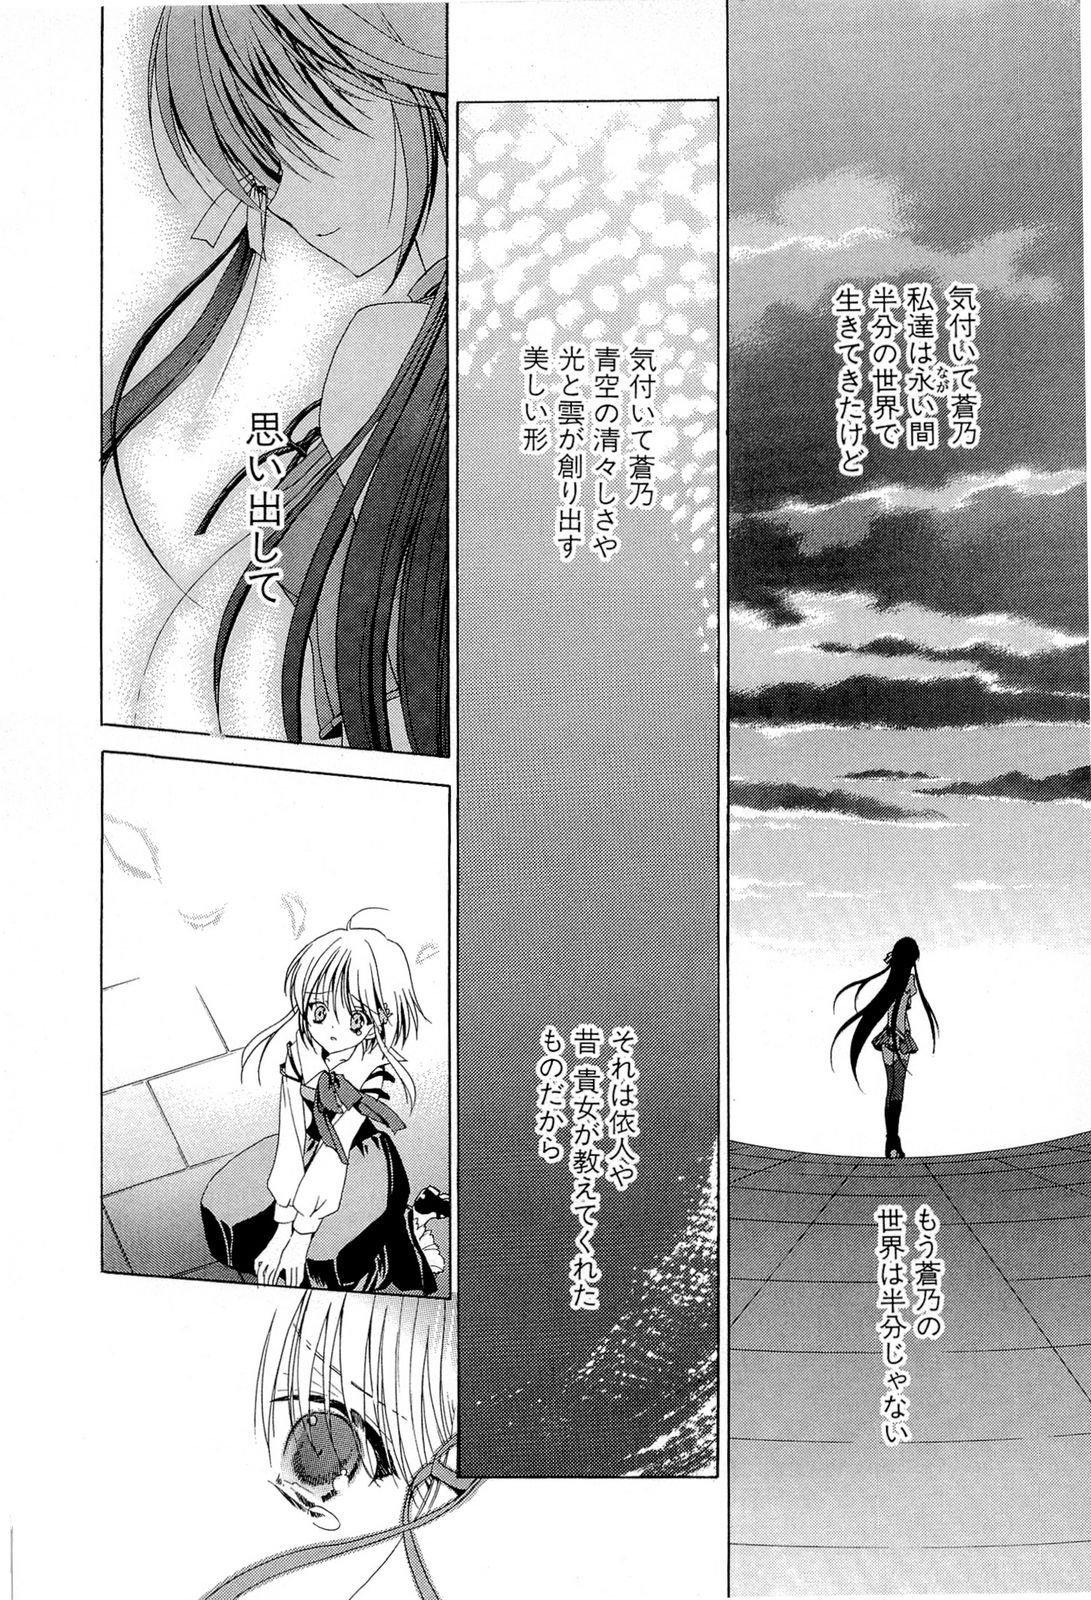 気付いて蒼乃
私達は永い間
なが
半分の世界で
生きてきたけど
もう蒼乃の
世界は半分じゃない
気付いて蒼乃
青空の清々しさや
光と雲が創り出す
美しい形
それは依人や
昔貴女が教えてくれた
ものだから
思い出して